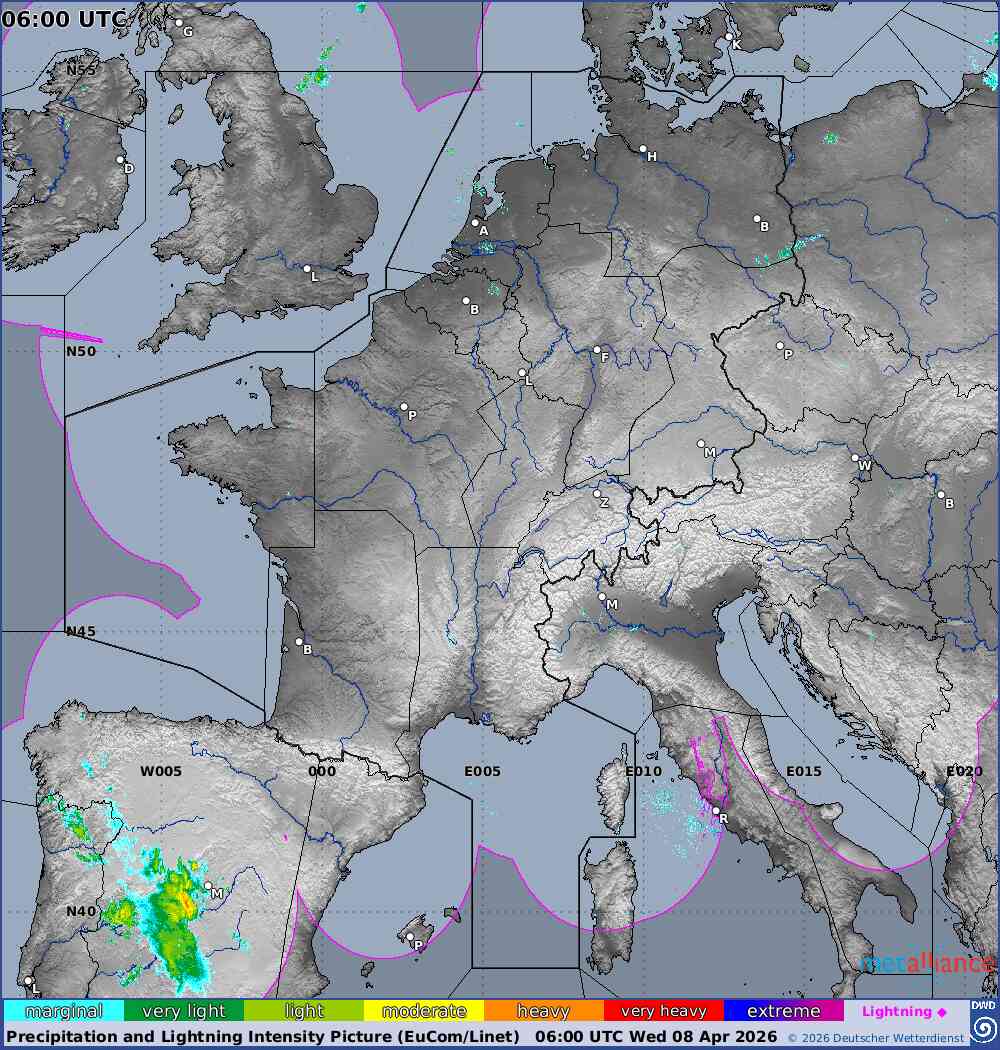 06:00 UTC
G
K
N55
D
H
A
B
B
L
B
N50
F
P
L
P
M
W
Z
B
M
N45
B
W005
000
E005
E010
E015
E020
R
M
N40
P
L
metalliance
marginal very light light moderate heavy very heavy extreme Lightning
DWD
Precipitation and Lightning Intensity Picture (EuCom/Linet) 06:00 UTC Wed 08 Apr 2026 © 2026 Deutscher Wetterdienst